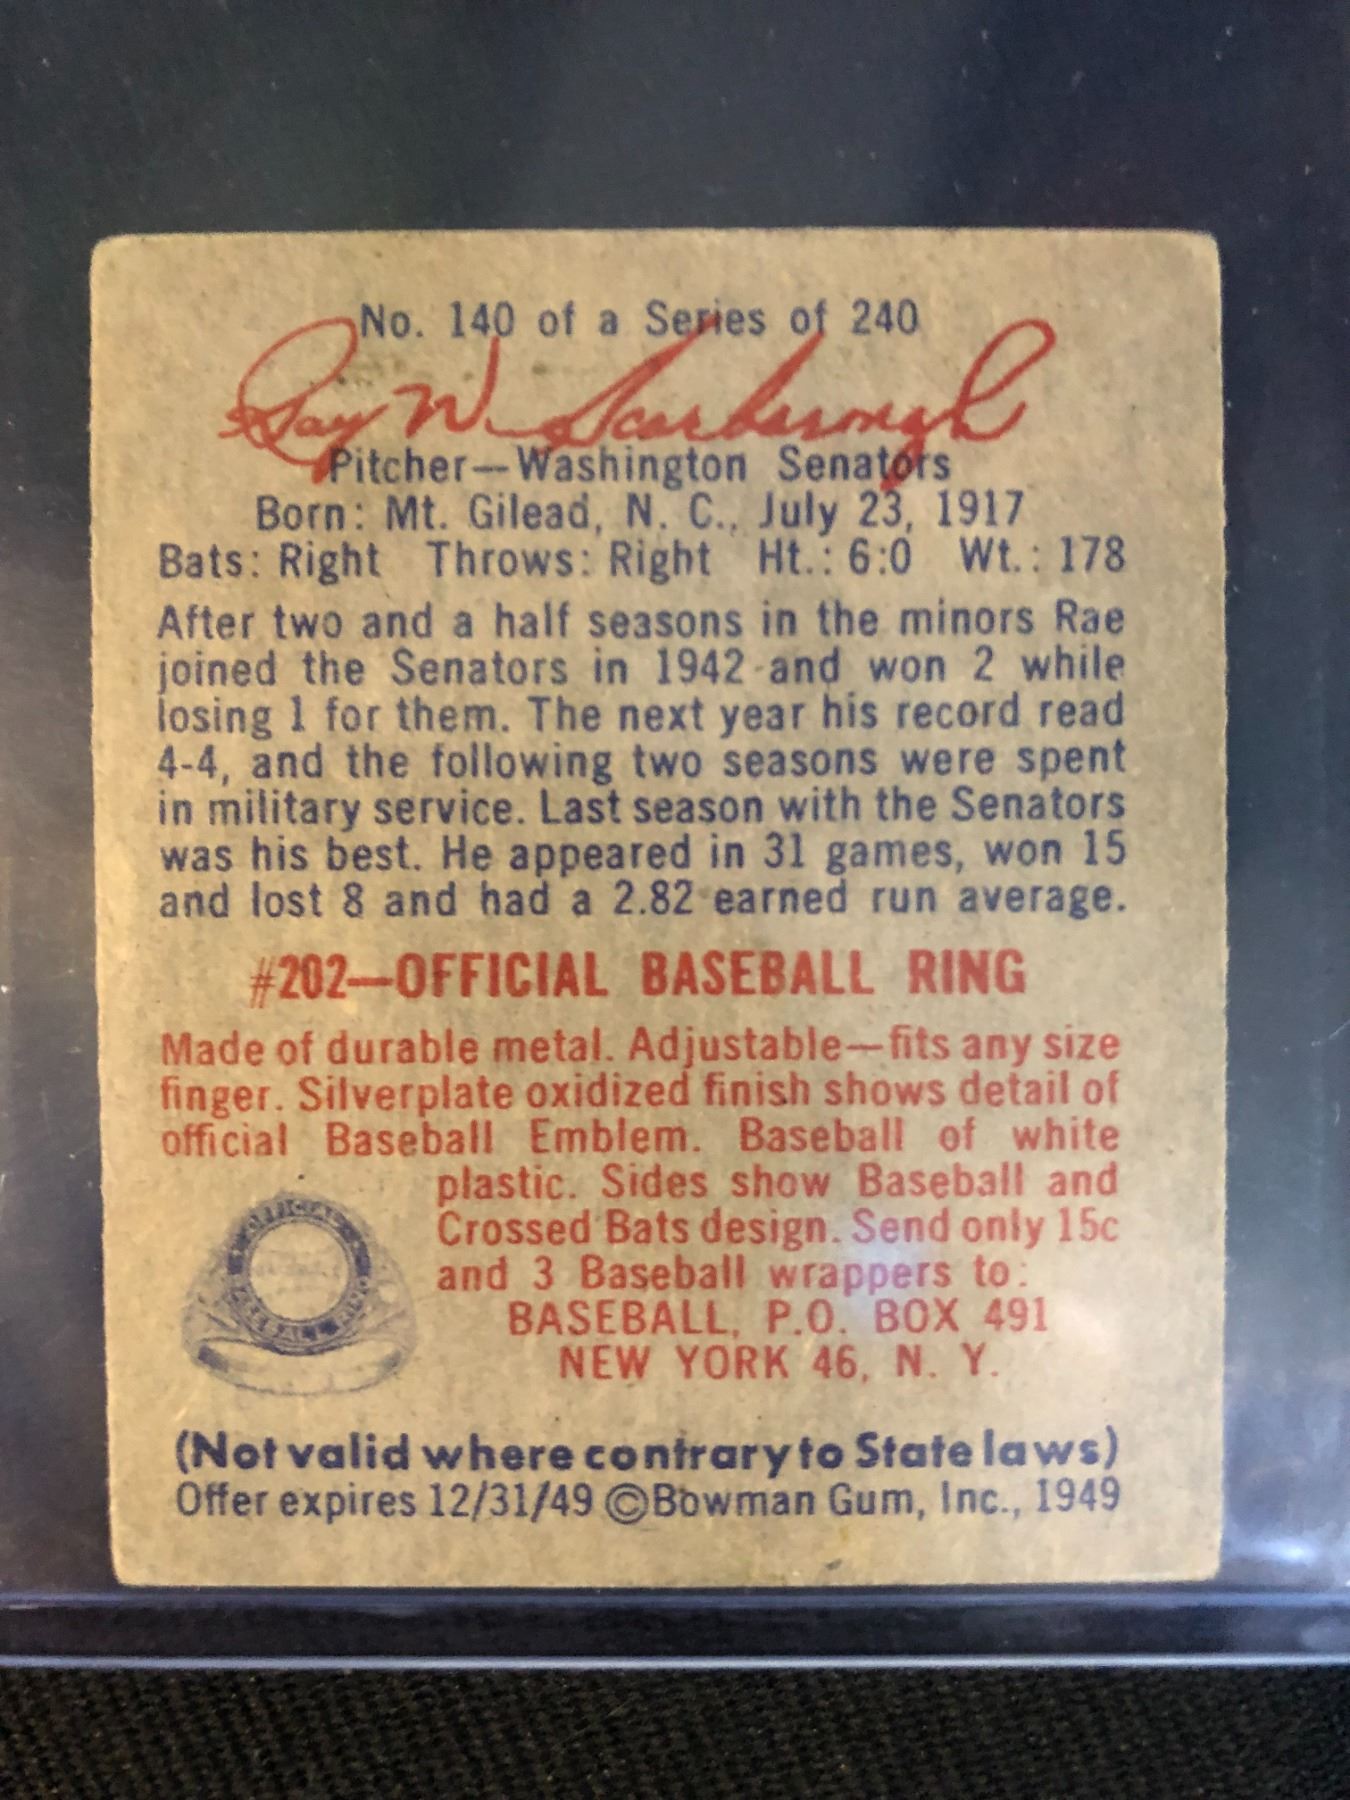 No. 140 of a Series of 240
Ray W. Scarborough
Pitcher—Washington Senators
Born: Mt. Gilead, N. C., July 23, 1917
Bats: Right Throws: Right Ht.: 6:0 Wt.: 178
After two and a half seasons in the minors Rae
joined the Senators in 1942 and won 2 while
losing 1 for them. The next year his record read
4-4, and the following two seasons were spent
in military service. Last season with the Senators
was his best. He appeared in 31 games, won 15
and lost 8 and had a 2.82 earned run average.
#202—OFFICIAL BASEBALL RING
Made of durable metal. Adjustable—fits any size
finger. Silverplate oxidized finish shows detail of
official Baseball Emblem. Baseball of white
plastic. Sides show Baseball and
Crossed Bats design. Send only 15c
and 3 Baseball wrappers to:
BASEBALL, P.O. BOX 491
NEW YORK 46, N. Y.
OFFICIAL
BASEBALL RING
(Not valid where contrary to State laws)
Offer expires 12/31/49 ©Bowman Gum, Inc., 1949